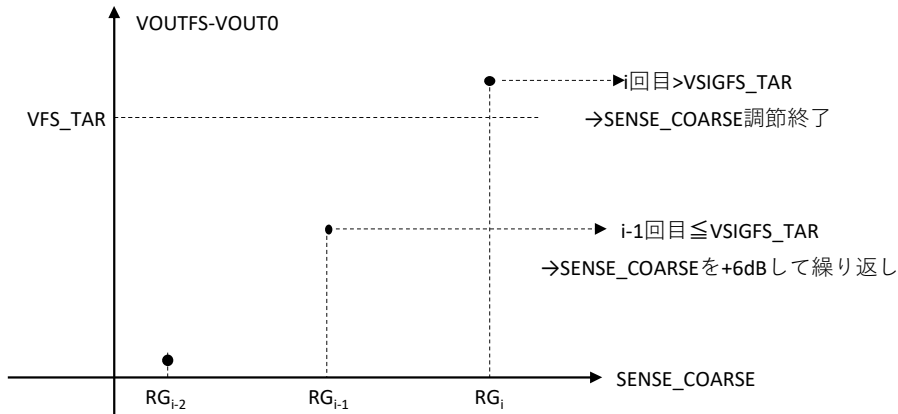 VOUTFS-VOUT0
i回目>VSIGFS_TAR
VFS_TAR
→SENSE_COARSE調節終了
i-1回目≦VSIGFS_TAR
→SENSE_COARSEを+6dBして繰り返し
SENSE_COARSE
RGi-2
RGi-1
RGi